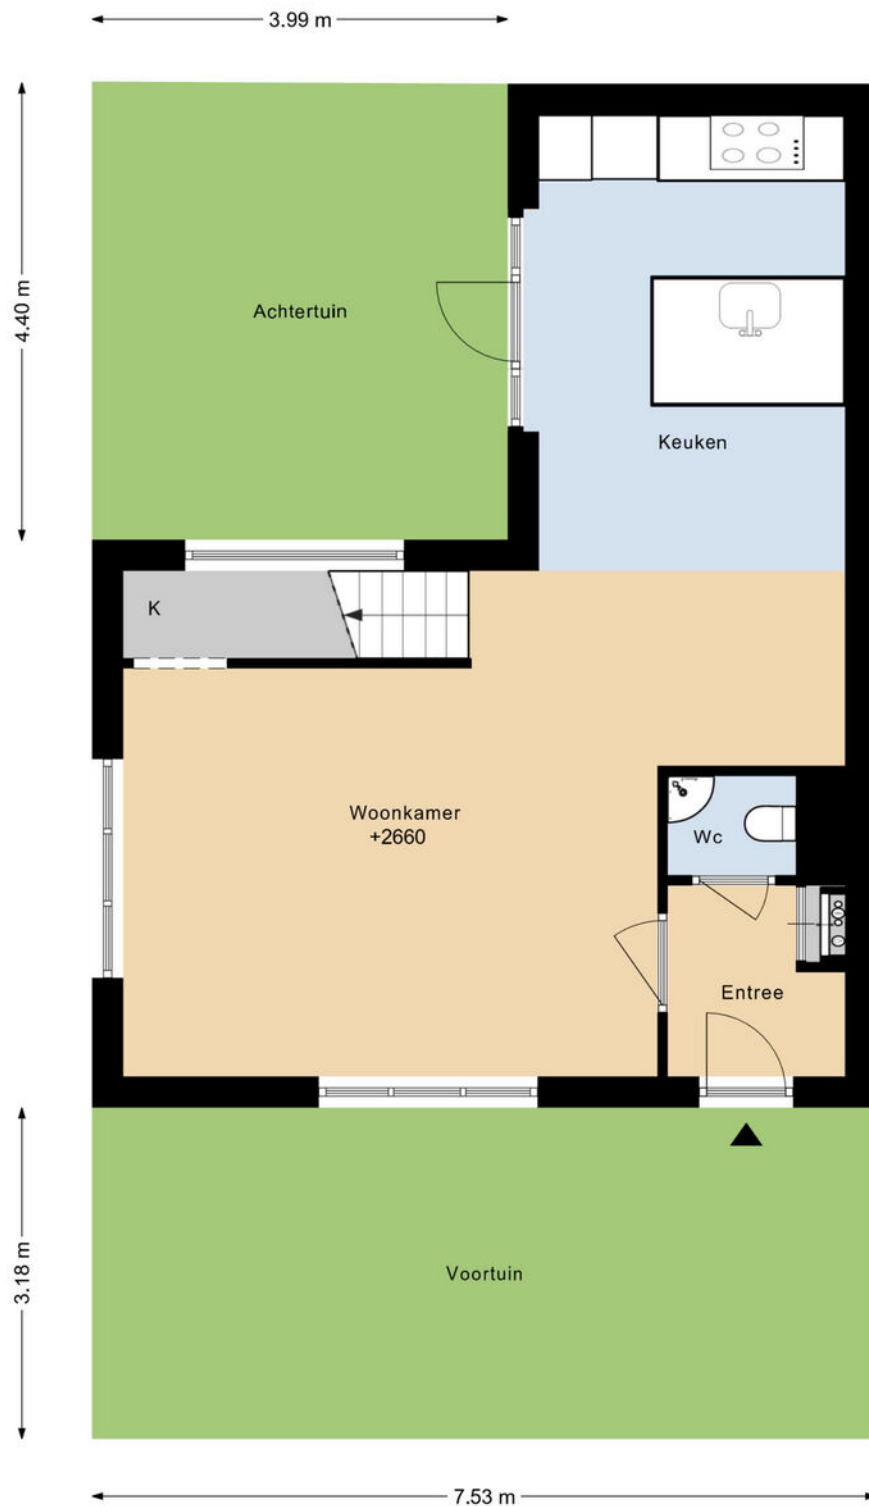 3.99 m
4.40 m
Achtertuin
Keuken
K
Woonkamer
+2660
Wc
Entree
3.18 m
Voortuin
7.53 m